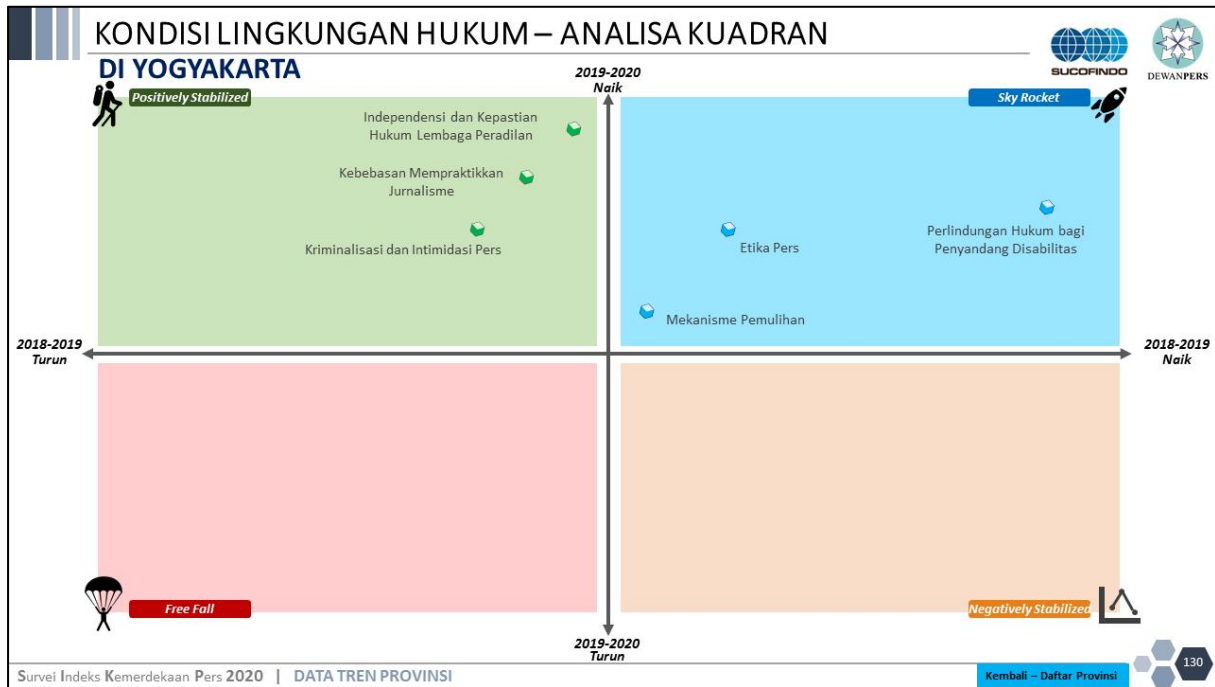 KONDISI LINGKUNGAN HUKUM – ANALISA KUADRAN
DI YOGYAKARTA
SUCOFINDO
DEWANPERS
2019-2020
Naik
Positively Stabilized
Sky Rocket
Independensi dan Kepastian
Hukum Lembaga Peradilan
Kebebasan Mempraktikkan
Jurnalisme
Kriminalisasi dan Intimidasi Pers
Etika Pers
Perlindungan Hukum bagi
Penyandang Disabilitas
Mekanisme Pemulihan
2018-2019
Turun
2018-2019
Naik
Free Fall
Negatively Stabilized
2019-2020
Turun
Survei Indeks Kemerdekaan Pers 2020 | DATA TREN PROVINSI
Kembali – Daftar Provinsi
130